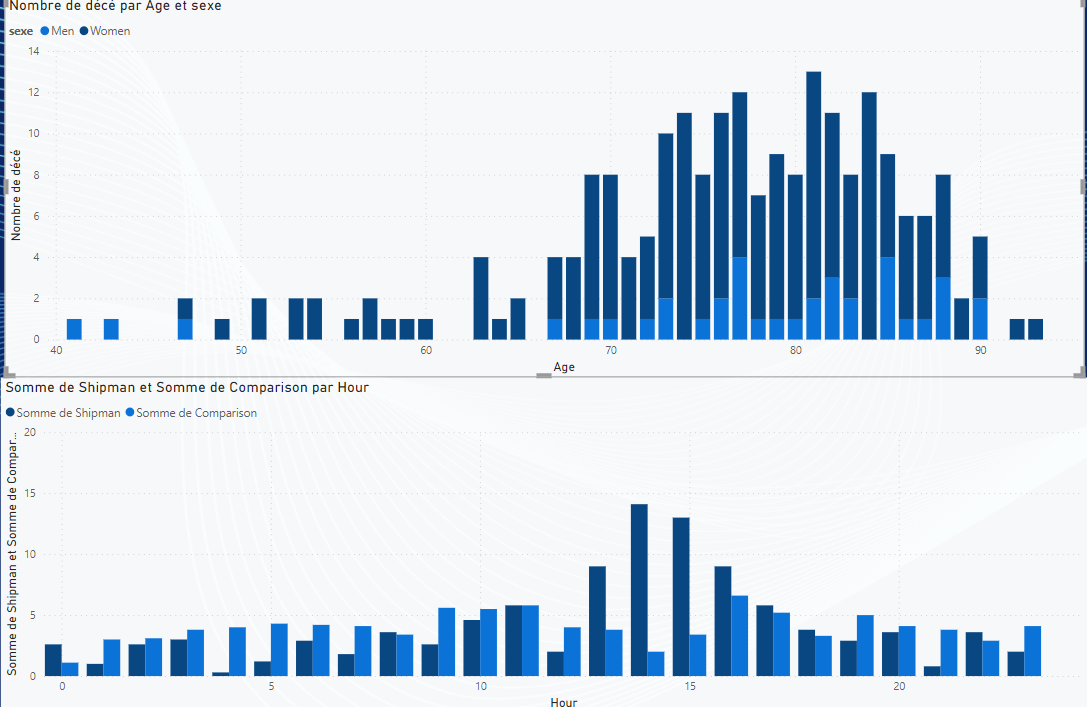 Nombre de décé par Age et sexe
sexe Men Women
14
12
10
8
6
4
2
0
Nombre de décé
40 50 60 70 80 90
Age
Somme de Shipman et Somme de Comparison par Hour
Somme de Shipman Somme de Comparison
20
15
10
5
0
Somme de Shipman et Somme de Compar...
0 5 10 15 20
Hour